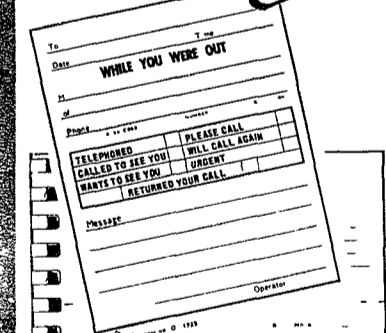 To
Date Time
WHILE YOU WERE OUT
M
of
Phone
TELEPHONED PLEASE CALL
CALLED TO SEE YOU WILL CALL AGAIN
WANTS TO SEE YOU URGENT
RETURNED YOUR CALL
Message
Operator